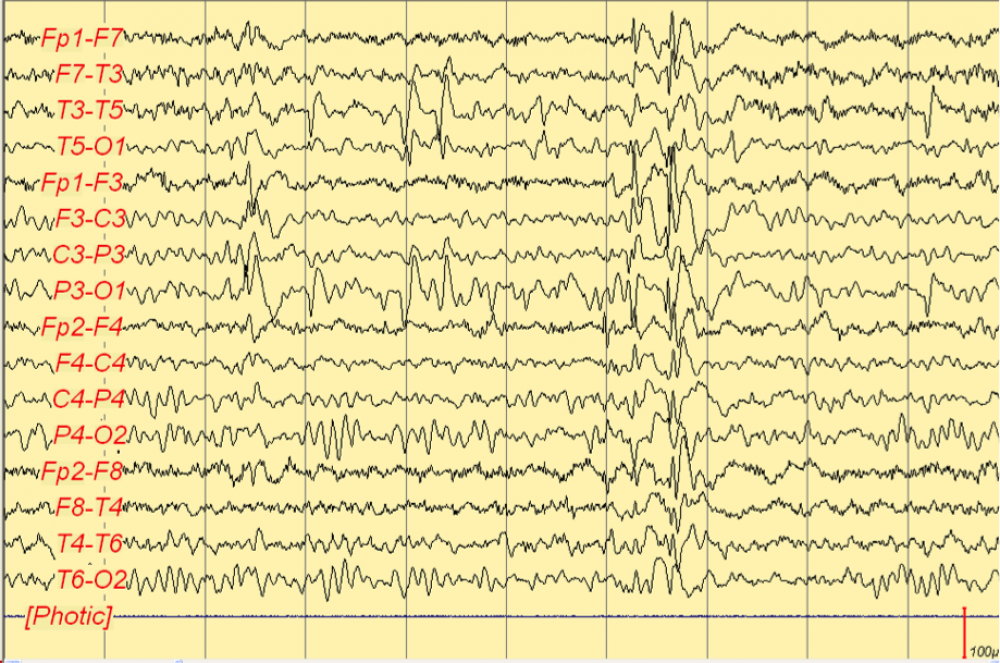 Fp1-F7
F7-T3
T3-T5
T5-O1
Fp1-F3
F3-C3
C3-P3
P3-O1
Fp2-F4
F4-C4
C4-P4
P4-O2
Fp2-F8
F8-T4
T4-T6
T6-O2
[Photic]
100µ